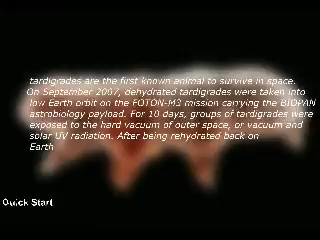 tardigrades are the first known animal to survive in space.
On September 2007, dehydrated tardigrades were taken into
low Earth orbit on the FOTON-M3 mission carrying the BIOPAN
astrobiology payload. For 10 days, groups of tardigrades were
exposed to the hard vacuum of outer space, or vacuum and
solar UV radiation. After being rehydrated back on
Earth
Quick Start